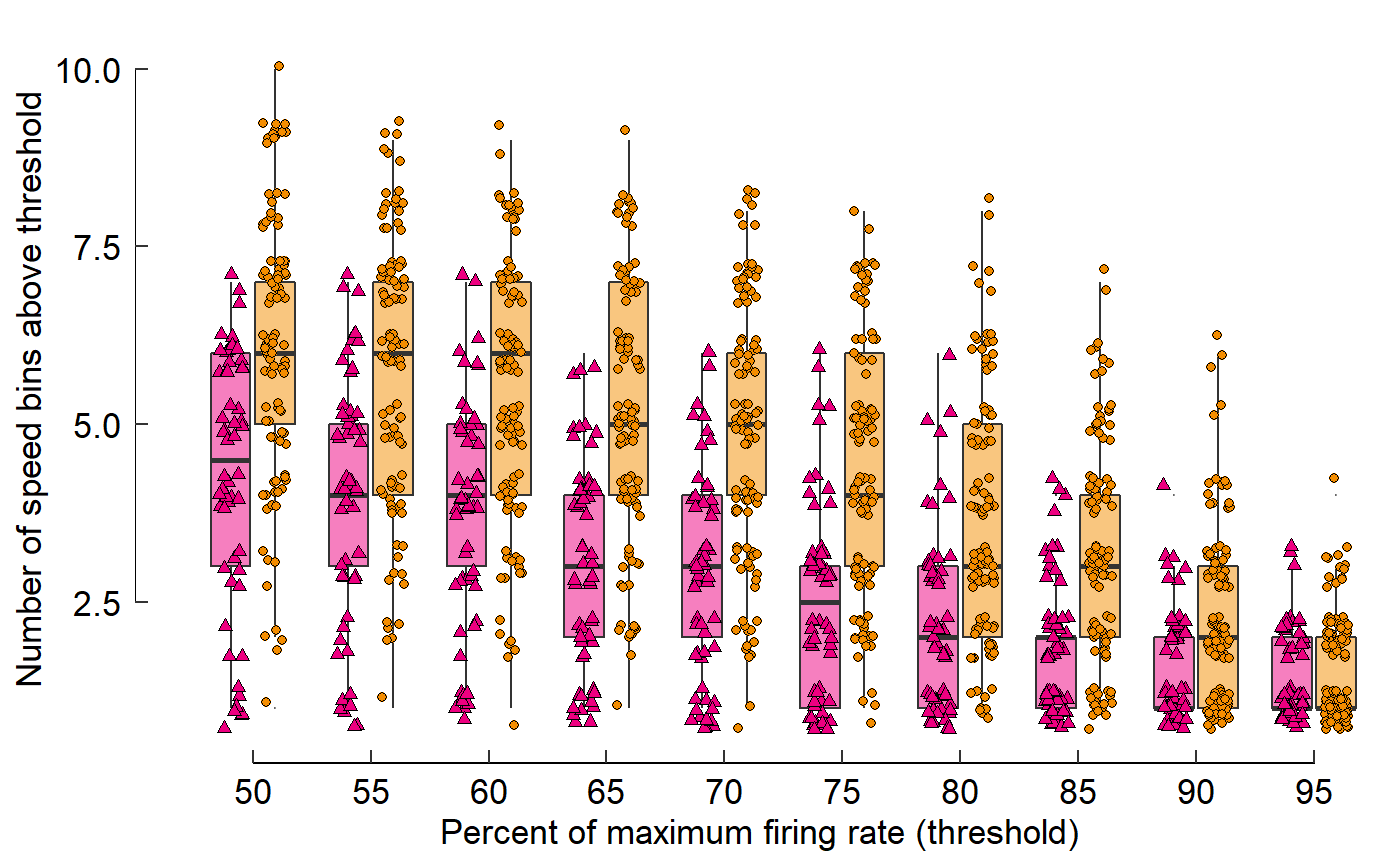 Number of speed bins above threshold
10.0
7.5
5.0
2.5
50 55 60 65 70 75 80 85 90 95
Percent of maximum firing rate (threshold)